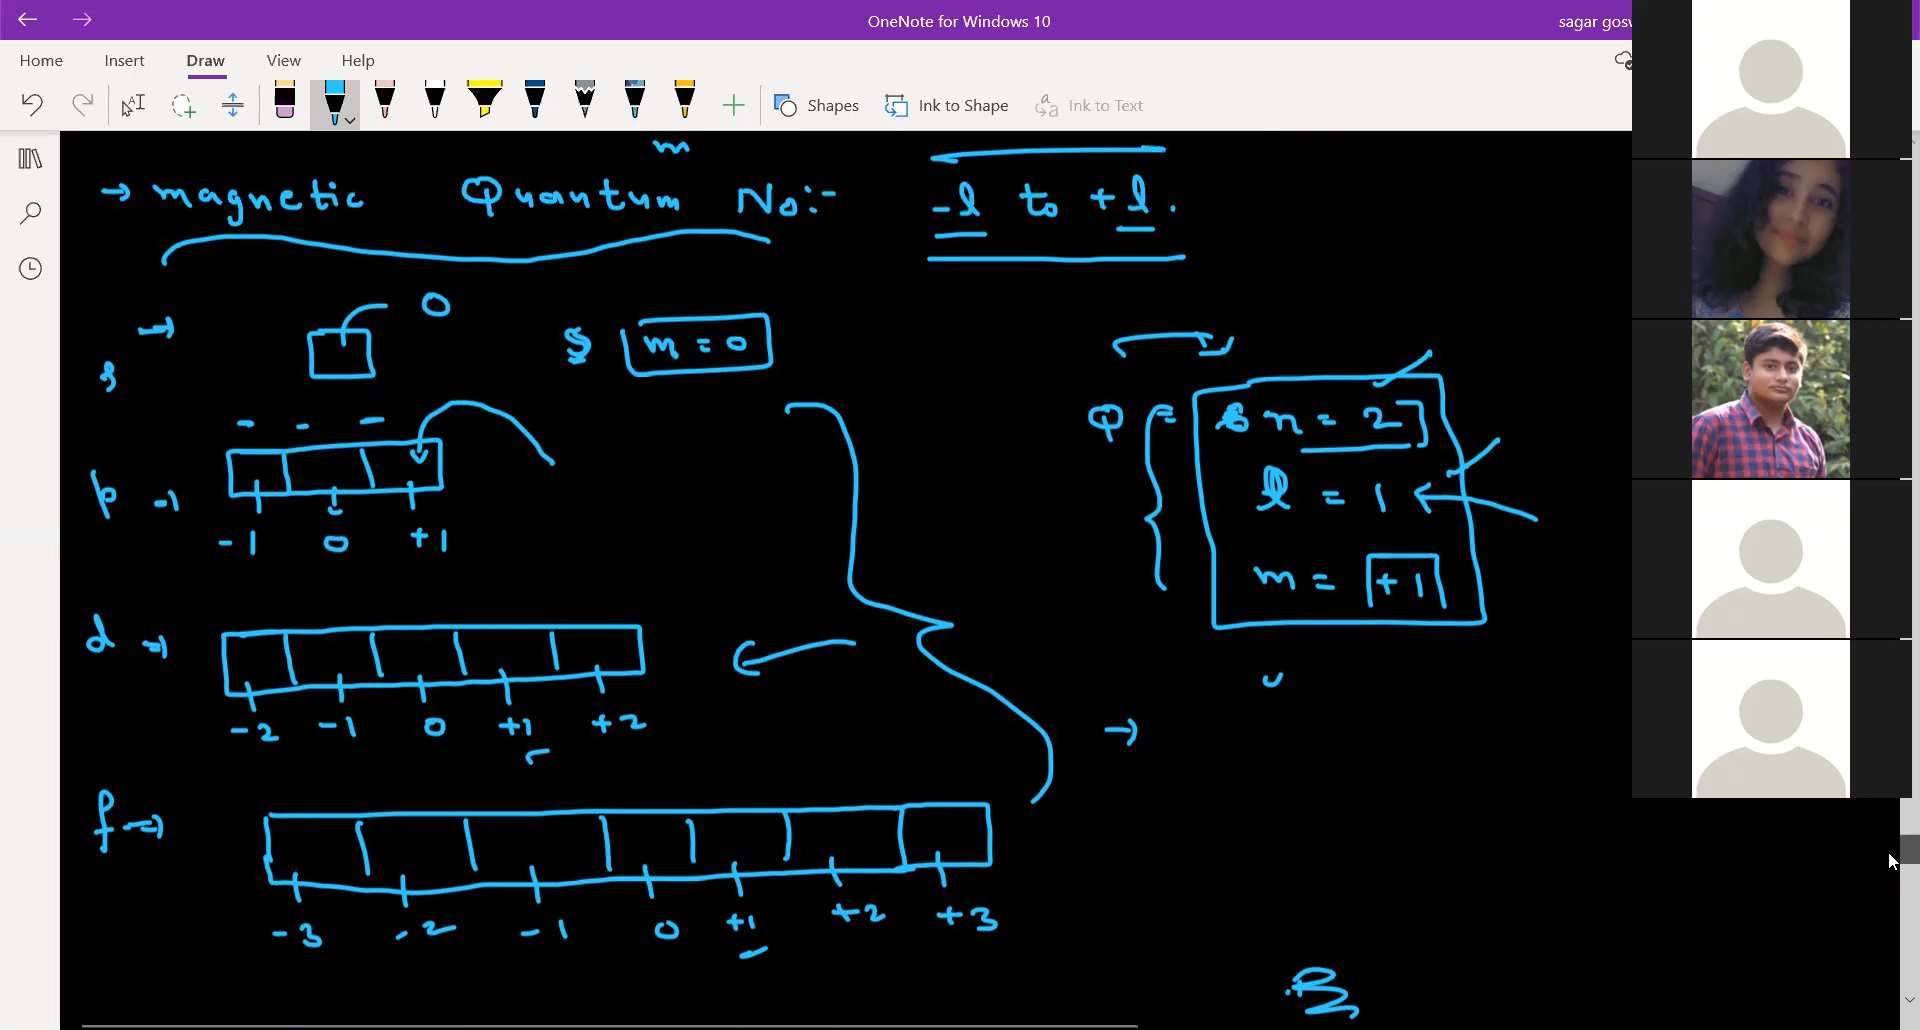 OneNote for Windows 10
sagar gosw
Home Insert Draw View Help
Shapes Ink to Shape Ink to Text
m
→ magnetic Quantum No:- -l to +l.
s → 0 s m = 0
p → -1 0 +1
Q = n = 2
l = 1
m = +1
d → -2 -1 0 +1 +2
→
f → -3 -2 -1 0 +1 +2 +3